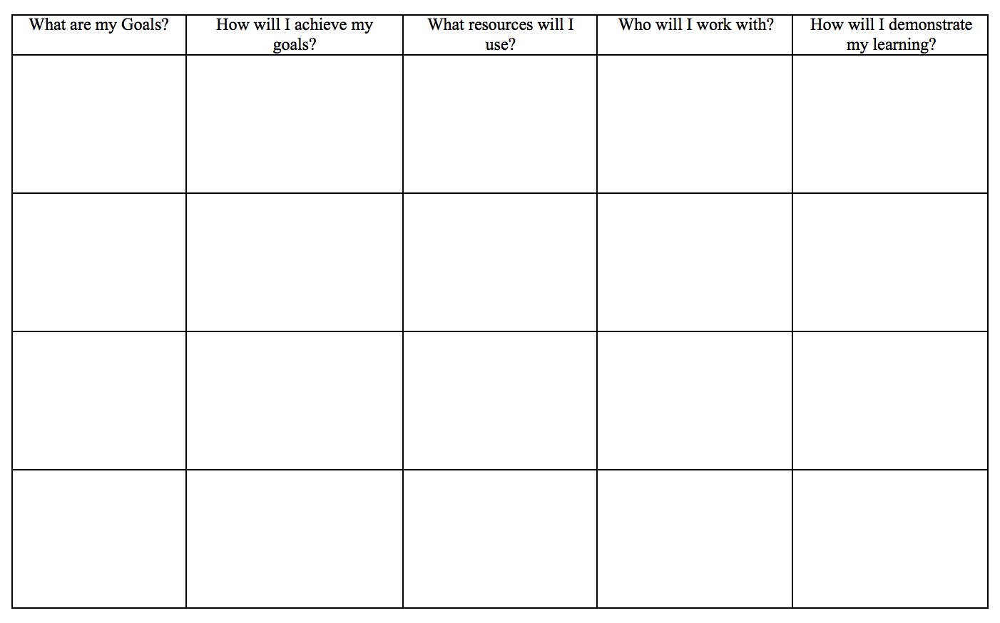 What are my Goals?
How will I achieve my
goals?
What resources will I
use?
Who will I work with?
How will I demonstrate
my learning?